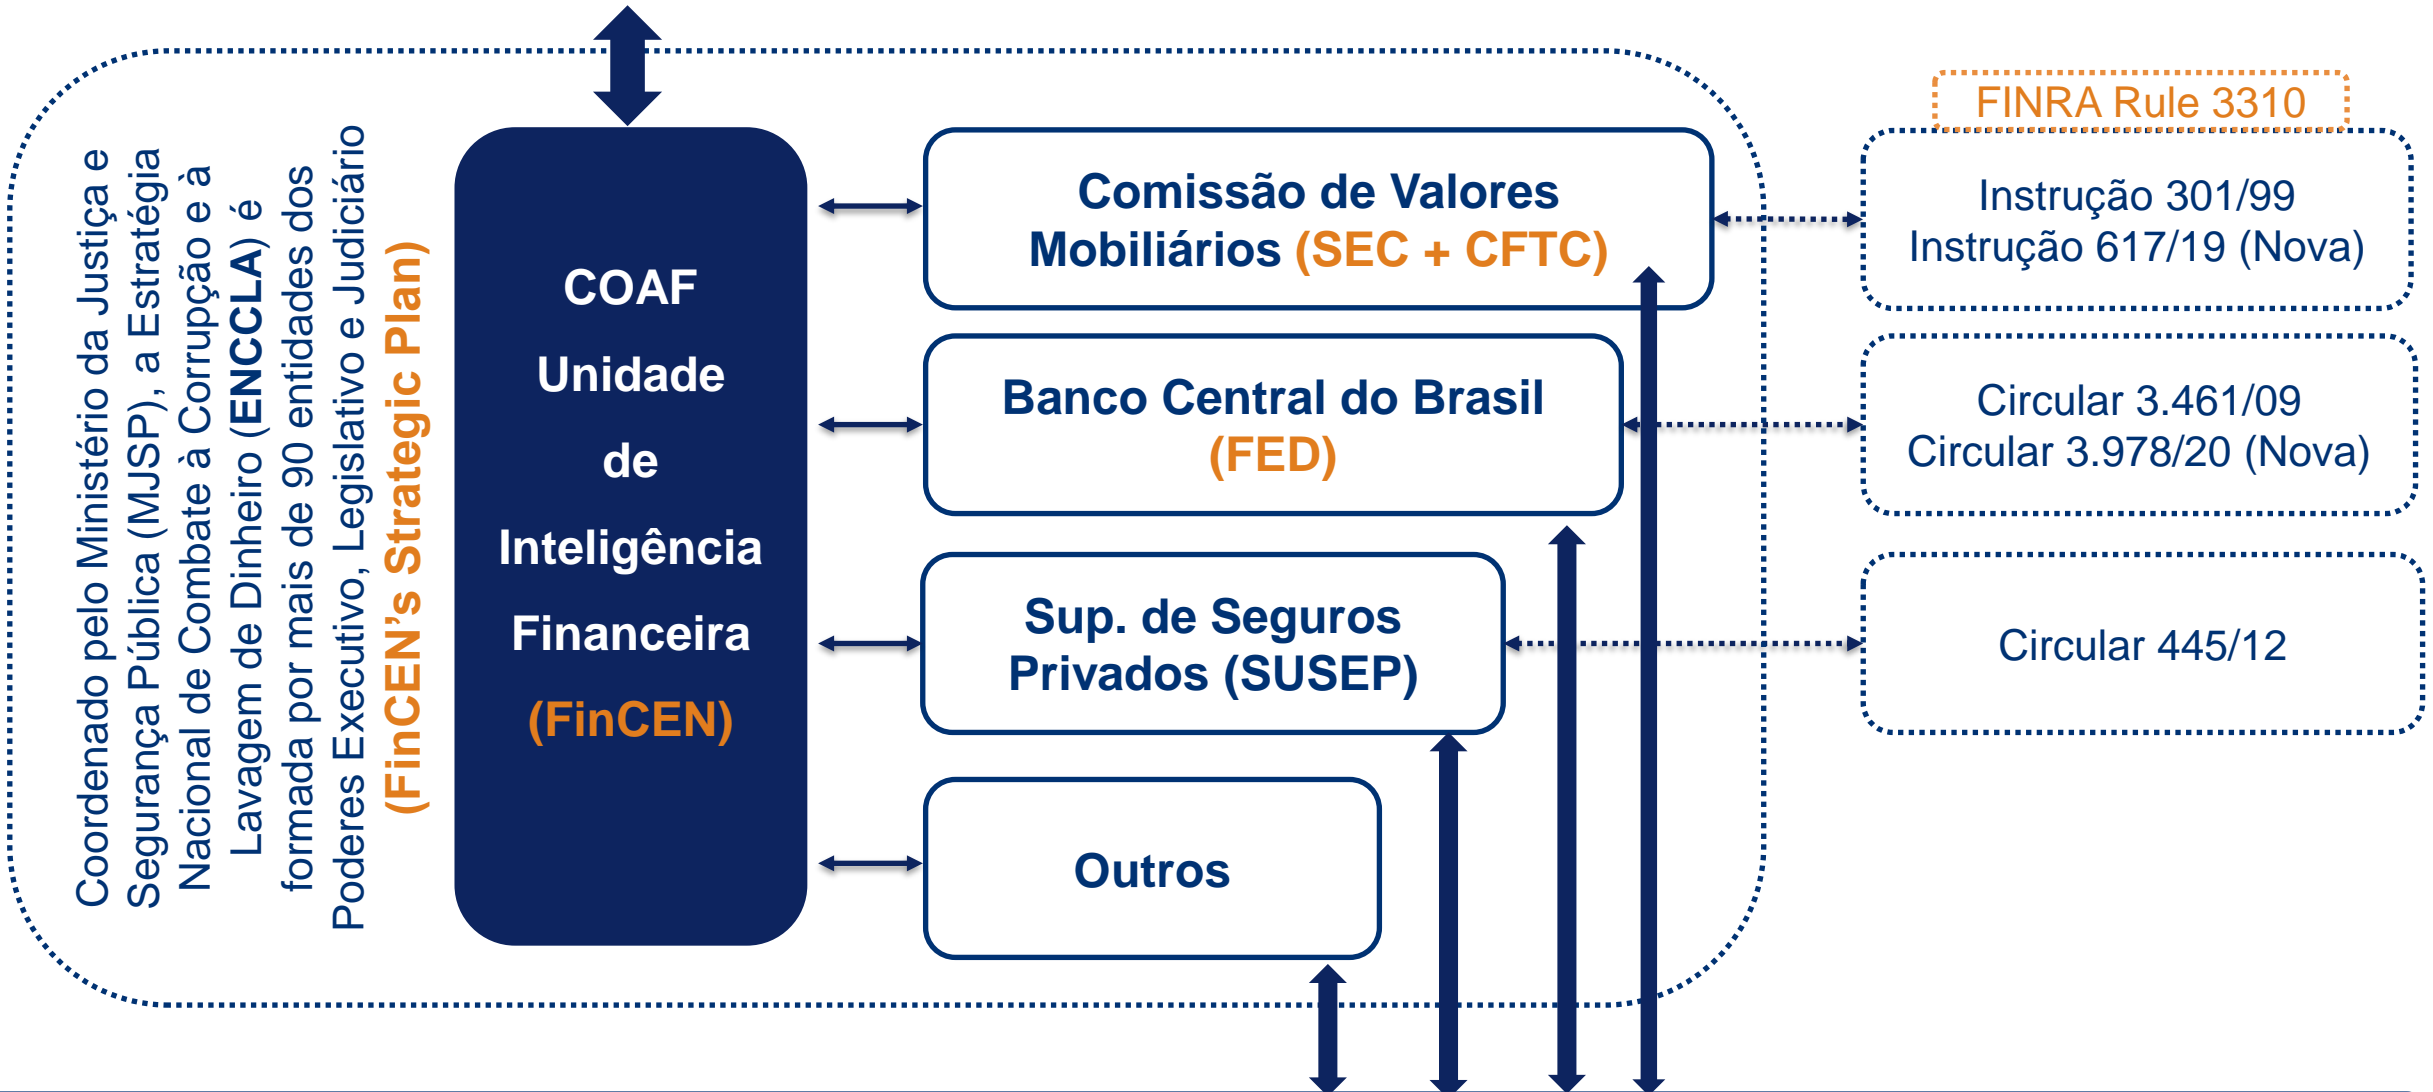 Coordenado pelo Ministério da Justiça e
Segurança Pública (MJSP), a Estratégia
Nacional de Combate à Corrupção e à
Lavagem de Dinheiro (ENCCLA) é
formada por mais de 90 entidades dos
Poderes Executivo, Legislativo e Judiciário
(FinCEN’s Strategic Plan)
COAF
Unidade
de
Inteligência
Financeira
(FinCEN)
Comissão de Valores
Mobiliários (SEC + CFTC)
Banco Central do Brasil
(FED)
Sup. de Seguros
Privados (SUSEP)
Outros
FINRA Rule 3310
Instrução 301/99
Instrução 617/19 (Nova)
Circular 3.461/09
Circular 3.978/20 (Nova)
Circular 445/12